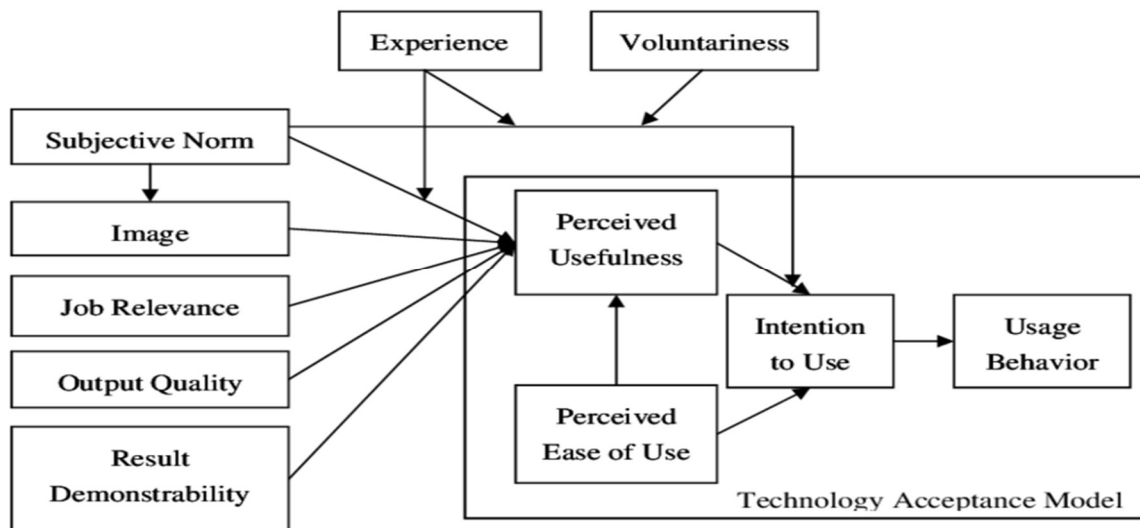 Experience
Voluntariness
Subjective Norm
Image
Job Relevance
Output Quality
Result
Demonstrability
Perceived
Usefulness
Perceived
Ease of Use
Intention
to Use
Usage
Behavior
Technology Acceptance Model